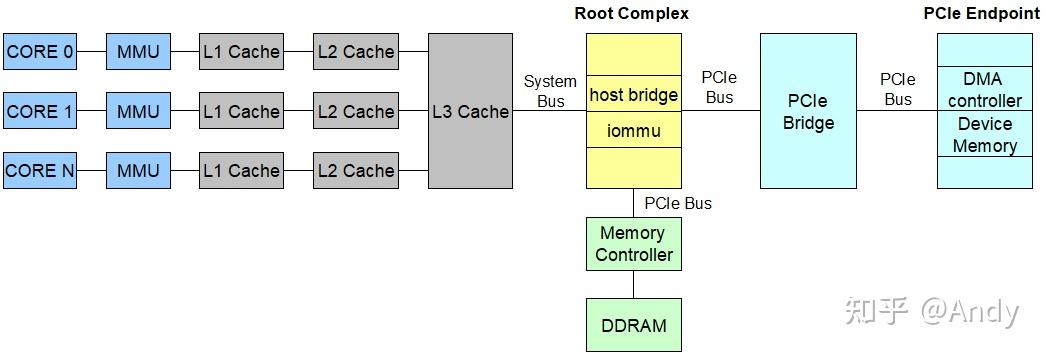 Root Complex
PCIe Endpoint
CORE 0
MMU
L1 Cache
L2 Cache
CORE 1
MMU
L1 Cache
L2 Cache
CORE N
MMU
L1 Cache
L2 Cache
L3 Cache
System
Bus
host bridge
iommu
PCIe
Bus
PCIe
Bridge
PCIe
Bus
DMA
controller
Device
Memory
PCIe Bus
Memory
Controller
DDRAM
知乎 @Andy